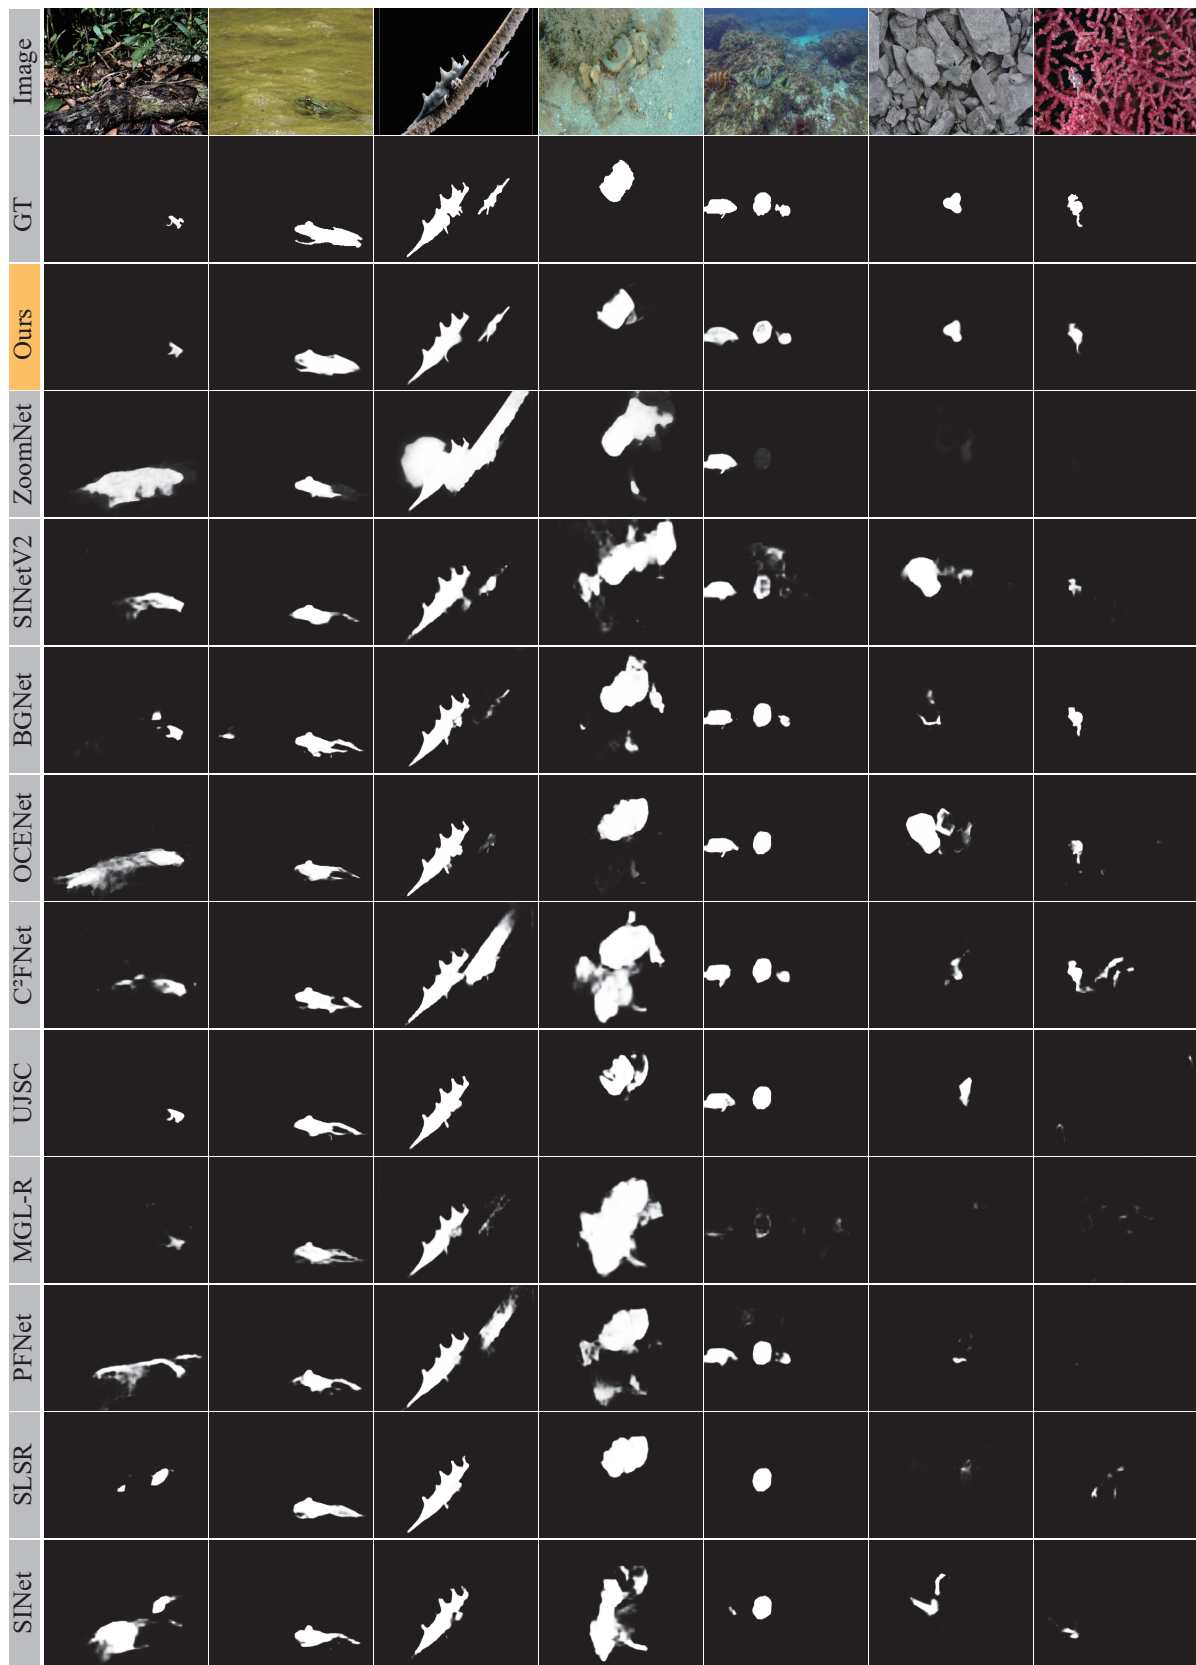 Image
GT
Ours
ZoomNet
SINetV2
BGNet
OCENet
C²FNet
UJSC
MGL-R
PFNet
SLSR
SINet